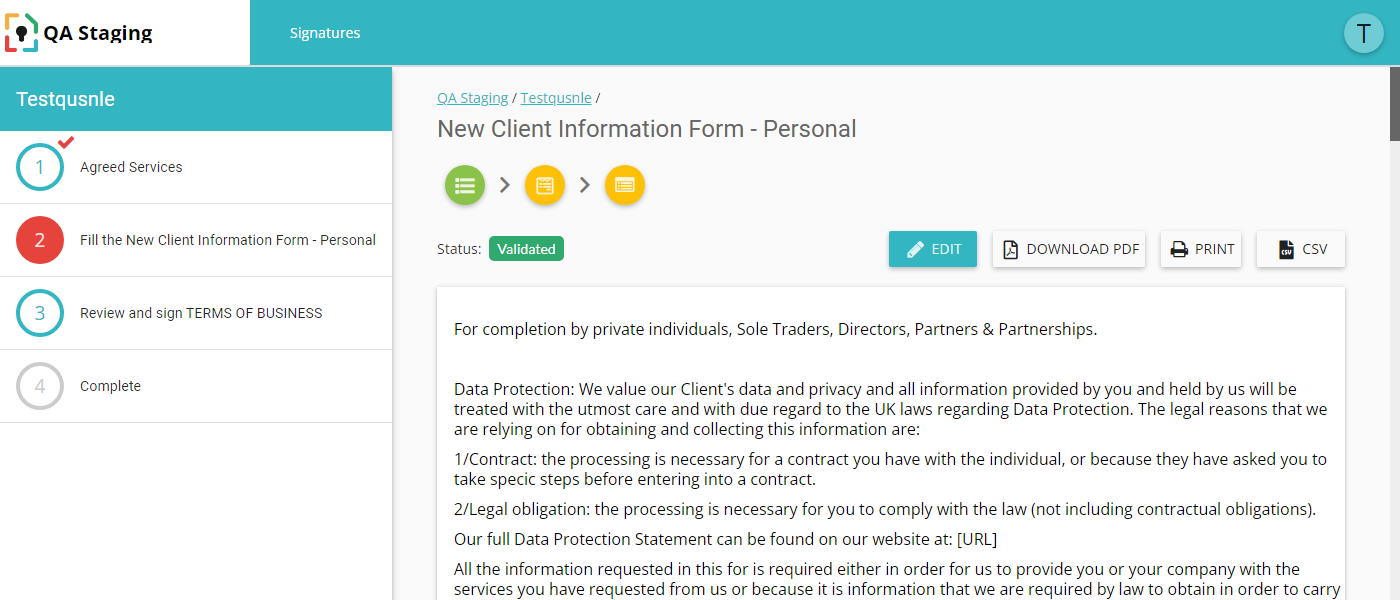 QA Staging
Signatures
T
Testqusnle
1
Agreed Services
2
Fill the New Client Information Form - Personal
3
Review and sign TERMS OF BUSINESS
4
Complete
QA Staging / Testqusnle /
New Client Information Form - Personal
Status: Validated
EDIT
DOWNLOAD PDF
PRINT
CSV
CSV
For completion by private individuals, Sole Traders, Directors, Partners & Partnerships.
Data Protection: We value our Client's data and privacy and all information provided by you and held by us will be
treated with the utmost care and with due regard to the UK laws regarding Data Protection. The legal reasons that we
are relying on for obtaining and collecting this information are:
1/Contract: the processing is necessary for a contract you have with the individual, or because they have asked you to
take specic steps before entering into a contract.
2/Legal obligation: the processing is necessary for you to comply with the law (not including contractual obligations).
Our full Data Protection Statement can be found on our website at: [URL]
All the information requested in this for is required either in order for us to provide you or your company with the
services you have requested from us or because it is information that we are required by law to obtain in order to carry